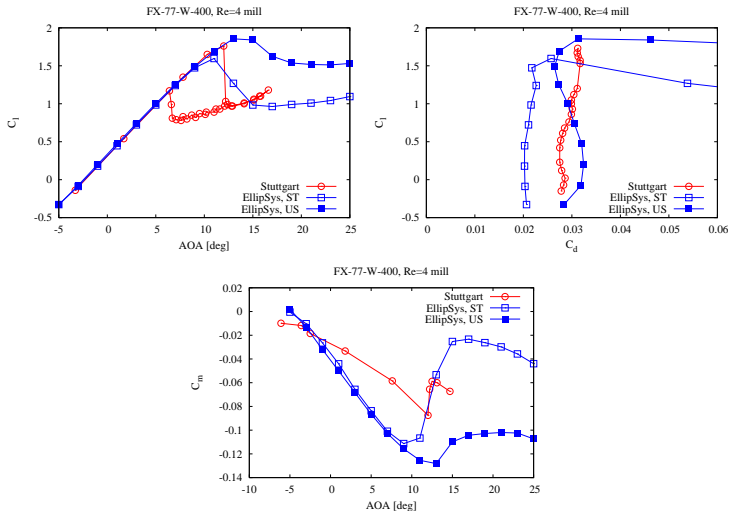 FX-77-W-400, Re=4 mill
2
1.5
1
0.5
0
-0.5
-5 0 5 10 15 20 25
C_l
AOA [deg]
Stuttgart
EllipSys, ST
EllipSys, US
FX-77-W-400, Re=4 mill
2
1.5
1
0.5
0
-0.5
0 0.01 0.02 0.03 0.04 0.05 0.06
C_l
C_d
Stuttgart
EllipSys, ST
EllipSys, US
FX-77-W-400, Re=4 mill
0.02
0
-0.02
-0.04
-0.06
-0.08
-0.1
-0.12
-0.14
-10 -5 0 5 10 15 20 25
C_m
AOA [deg]
Stuttgart
EllipSys, ST
EllipSys, US